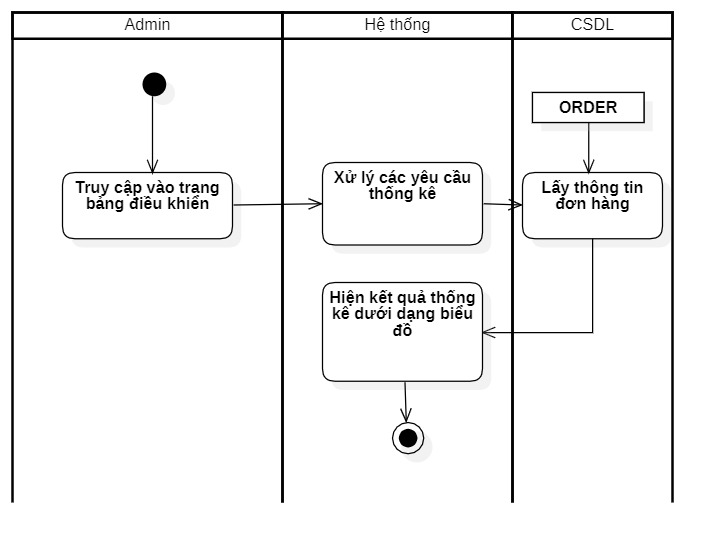 Admin
Hệ thống
CSDL
ORDER
Truy cập vào trang
bảng điều khiển
Xử lý các yêu cầu
thống kê
Lấy thông tin
đơn hàng
Hiện kết quả thống
kê dưới dạng biểu
đồ